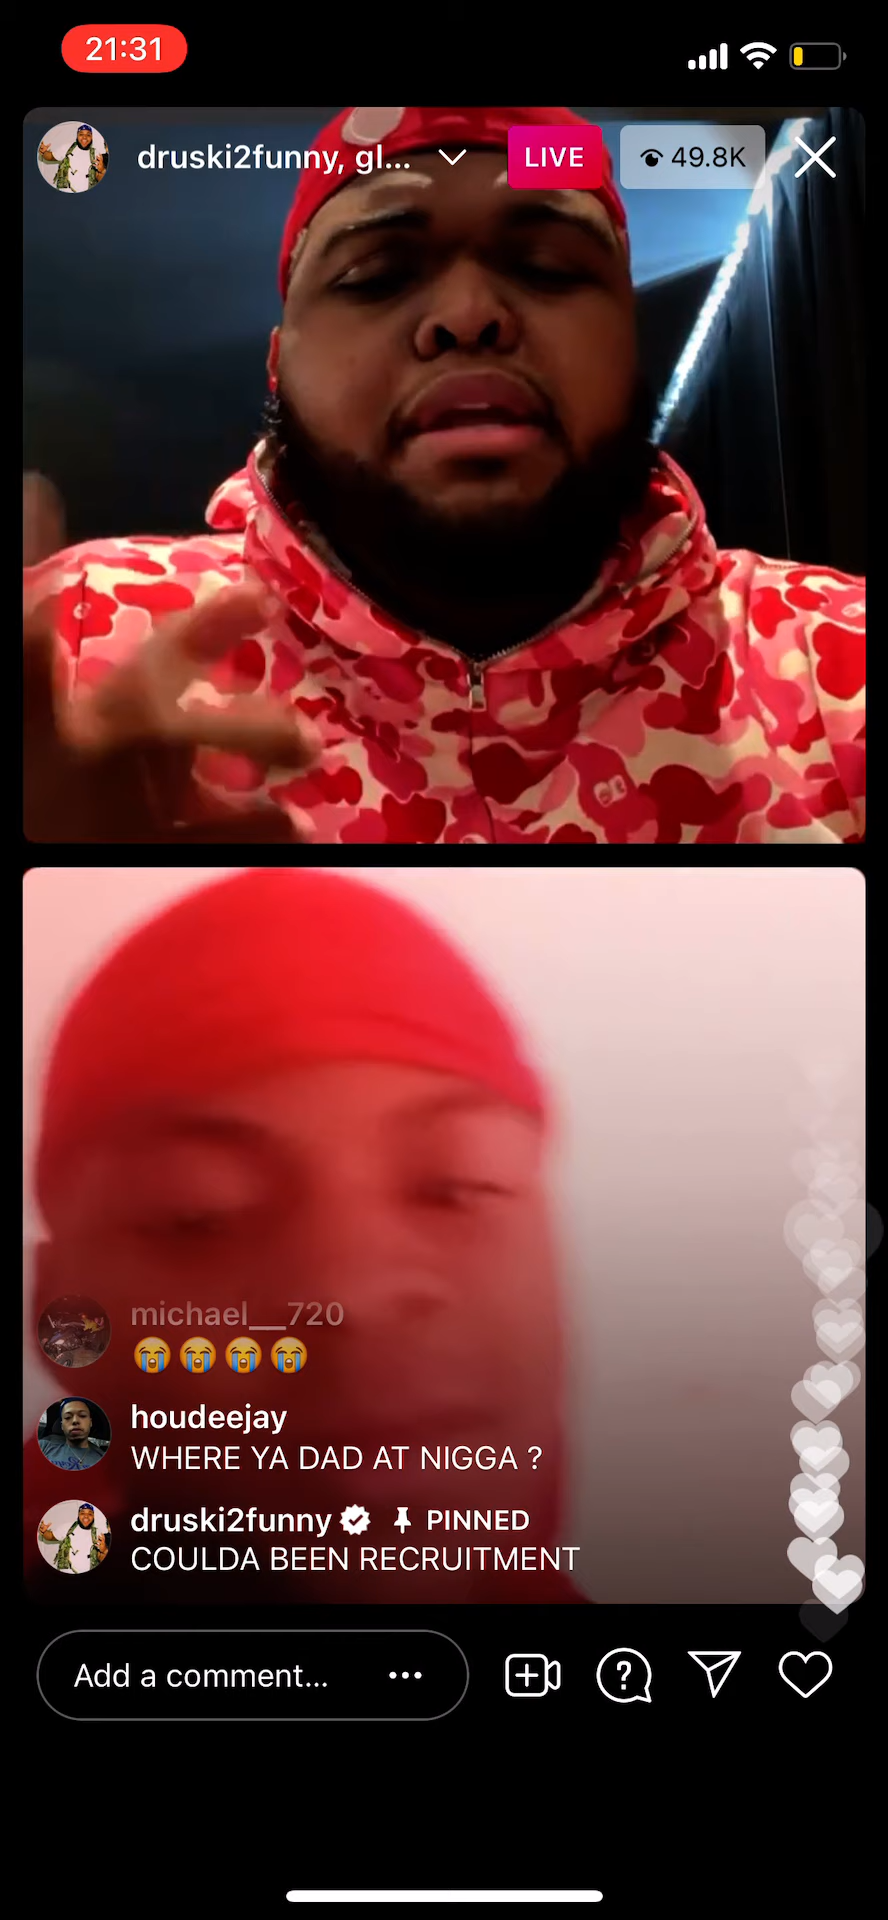 21:31
druski2funny, gl...
LIVE
49.8K
michael__720
😭😭😭😭
houdeejay
WHERE YA DAD AT NIGGA ?
druski2funny PINNED
COULDA BEEN RECRUITMENT
Add a comment...